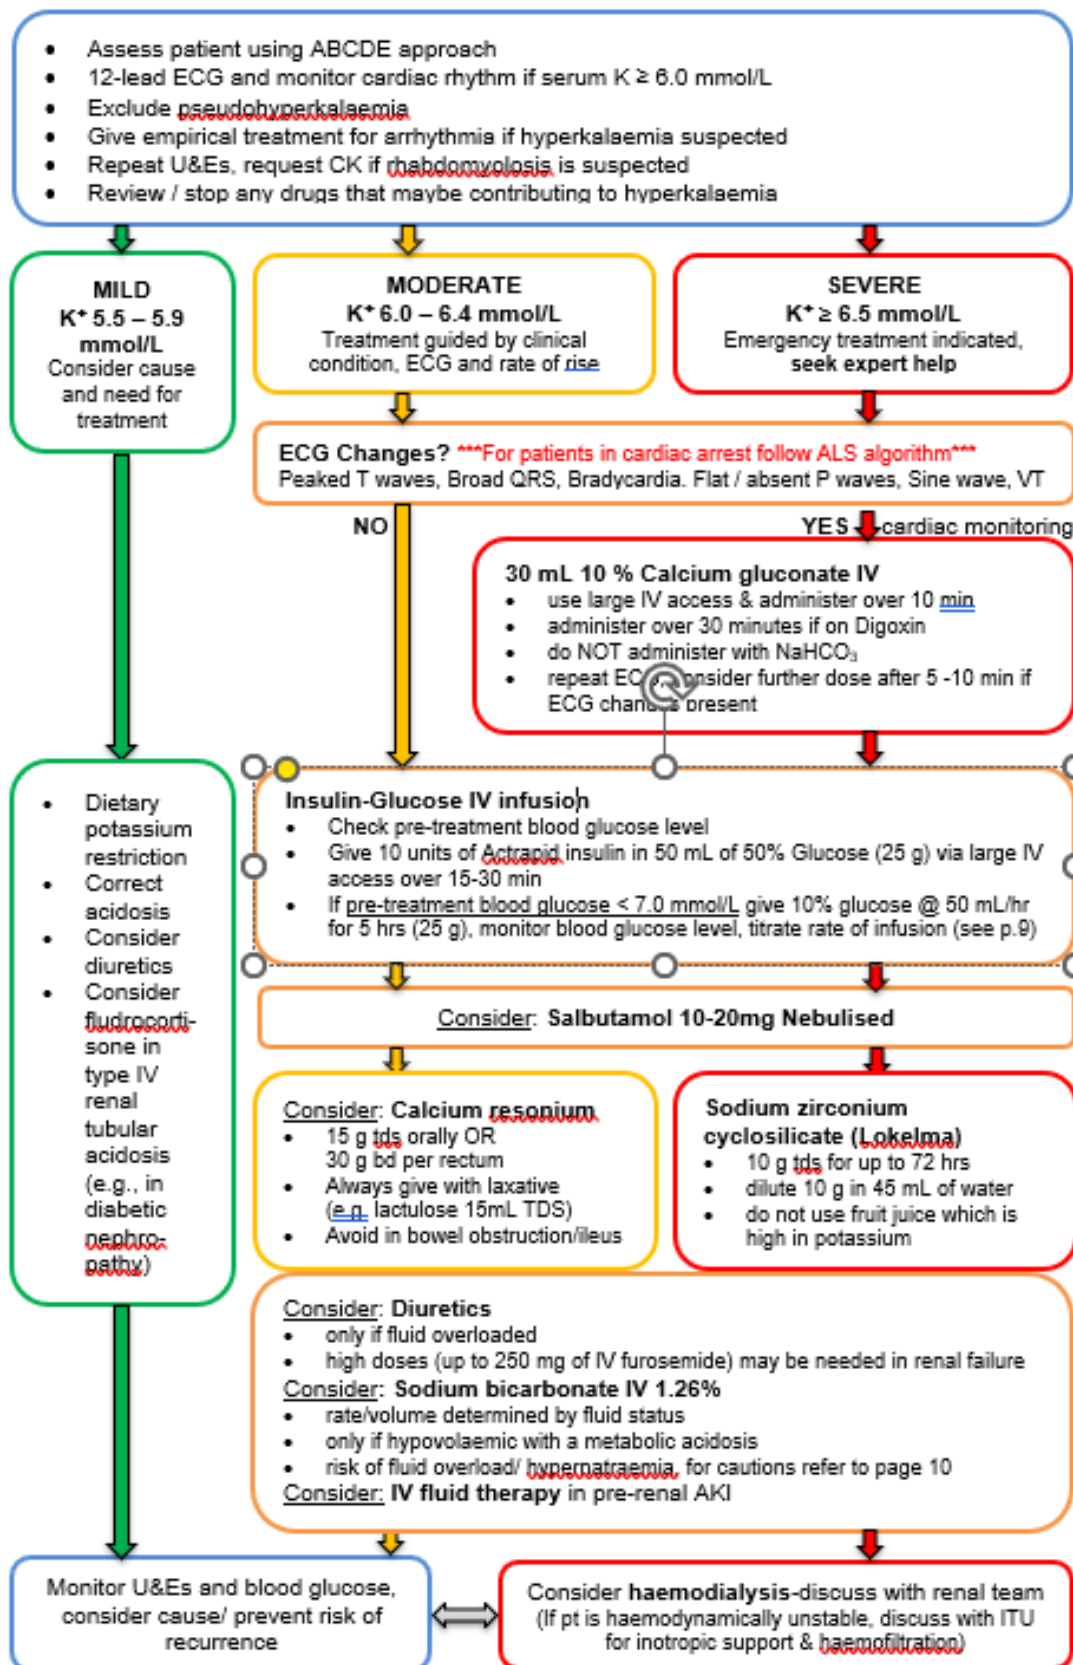 Assess patient using ABCDE approach
12-lead ECG and monitor cardiac rhythm if serum K ≥ 6.0 mmol/L
Exclude pseudohyperkalaemia
Give empirical treatment for arrhythmia if hyperkalaemia suspected
Repeat U&Es, request CK if rhabdomyolosis is suspected
Review / stop any drugs that maybe contributing to hyperkalaemia
MILD
K⁺ 5.5 – 5.9
mmol/L
Consider cause
and need for
treatment
MODERATE
K⁺ 6.0 – 6.4 mmol/L
Treatment guided by clinical
condition, ECG and rate of rise
SEVERE
K⁺ ≥ 6.5 mmol/L
Emergency treatment indicated,
seek expert help
ECG Changes? ***For patients in cardiac arrest follow ALS algorithm***
Peaked T waves, Broad QRS, Bradycardia. Flat / absent P waves, Sine wave, VT
NO
YES cardiac monitoring
30 mL 10 % Calcium gluconate IV
use large IV access & administer over 10 min
administer over 30 minutes if on Digoxin
do NOT administer with NaHCO₃
repeat ECG, consider further dose after 5 -10 min if
ECG changes present
Dietary
potassium
restriction
Correct
acidosis
Consider
diuretics
Consider
fludrocorti-
sone in
type IV
renal
tubular
acidosis
(e.g., in
diabetic
nephro-
pathy)
Insulin-Glucose IV infusion
Check pre-treatment blood glucose level
Give 10 units of Actrapid insulin in 50 mL of 50% Glucose (25 g) via large IV
access over 15-30 min
If pre-treatment blood glucose < 7.0 mmol/L give 10% glucose @ 50 mL/hr
for 5 hrs (25 g), monitor blood glucose level, titrate rate of infusion (see p.9)
Consider: Salbutamol 10-20mg Nebulised
Consider: Calcium resonium
15 g tds orally OR
30 g bd per rectum
Always give with laxative
(e.g. lactulose 15mL TDS)
Avoid in bowel obstruction/ileus
Sodium zirconium
cyclosilicate (Lokelma)
10 g tds for up to 72 hrs
dilute 10 g in 45 mL of water
do not use fruit juice which is
high in potassium
Consider: Diuretics
only if fluid overloaded
high doses (up to 250 mg of IV furosemide) may be needed in renal failure
Consider: Sodium bicarbonate IV 1.26%
rate/volume determined by fluid status
only if hypovolaemic with a metabolic acidosis
risk of fluid overload/ hypernatraemia, for cautions refer to page 10
Consider: IV fluid therapy in pre-renal AKI
Monitor U&Es and blood glucose,
consider cause/ prevent risk of
recurrence
Consider haemodialysis-discuss with renal team
(If pt is haemodynamically unstable, discuss with ITU
for inotropic support & haemofiltration)